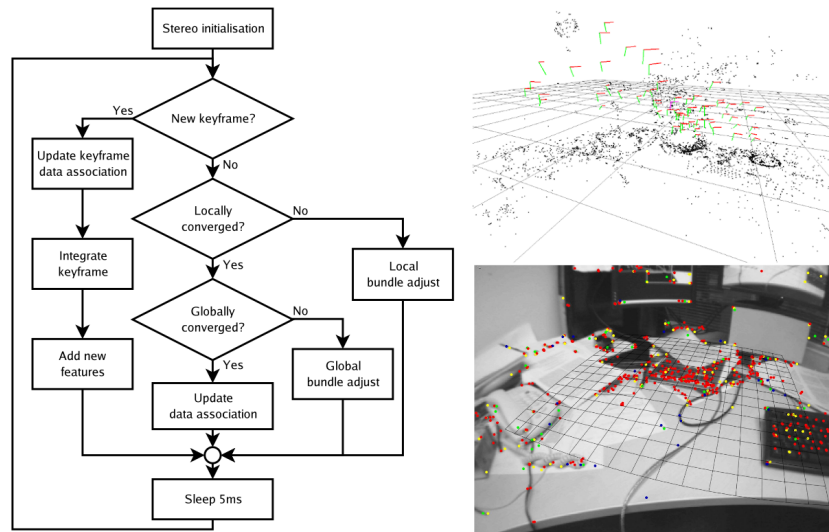 Stereo initialisation
Yes
New keyframe?
Update keyframe
data association
No
Locally
converged?
No
Integrate
keyframe
Yes
Local
bundle adjust
Globally
converged?
No
Add new
features
Yes
Global
bundle adjust
Update
data association
Sleep 5ms